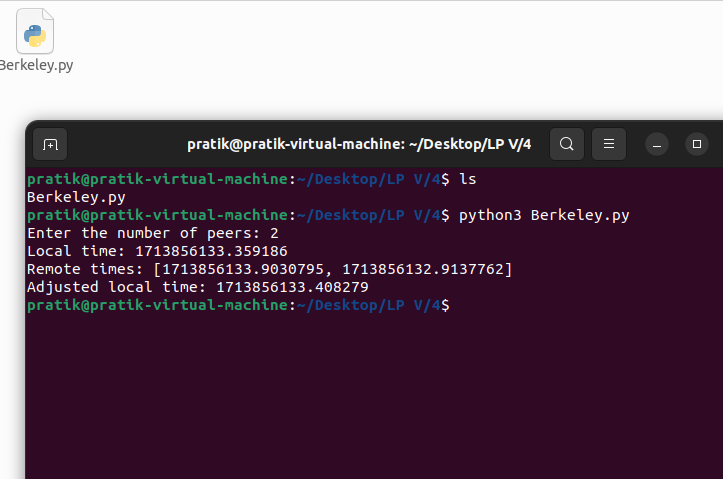 Berkeley.py
pratik@pratik-virtual-machine: ~/Desktop/LP V/4
pratik@pratik-virtual-machine:~/Desktop/LP V/4$ ls
Berkeley.py
pratik@pratik-virtual-machine:~/Desktop/LP V/4$ python3 Berkeley.py
Enter the number of peers: 2
Local time: 1713856133.359186
Remote times: [1713856133.9030795, 1713856132.9137762]
Adjusted local time: 1713856133.408279
pratik@pratik-virtual-machine:~/Desktop/LP V/4$